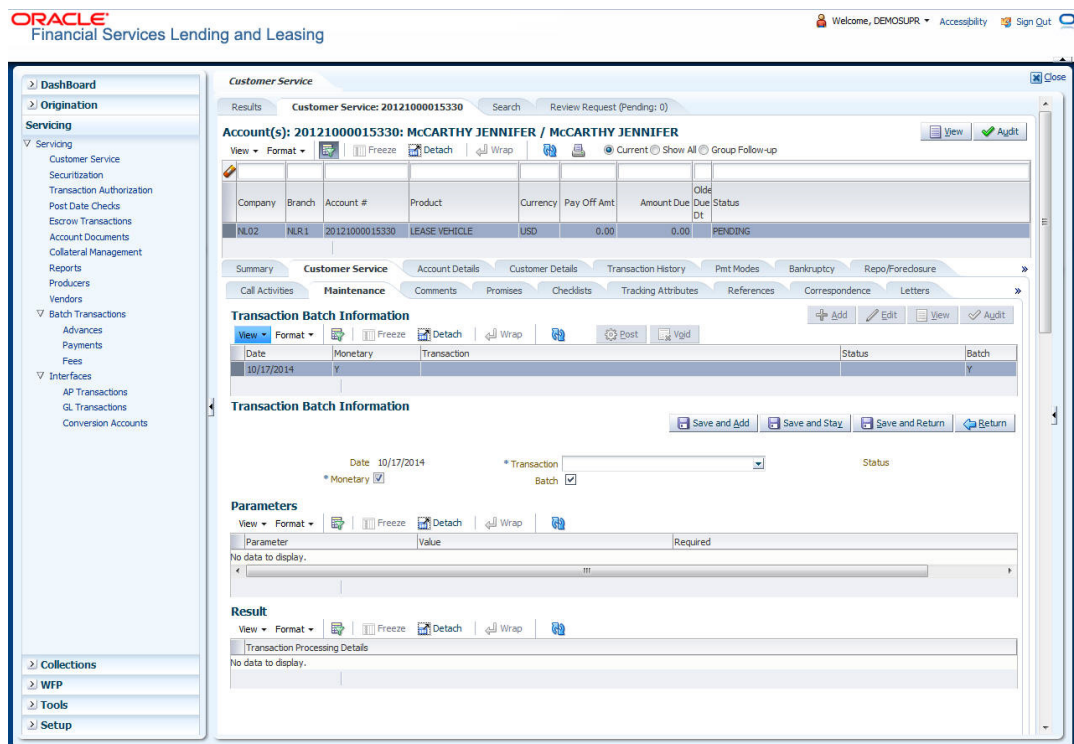 ORACLE®
Financial Services Lending and Leasing
Welcome, DEMOSUPR Accessibility Sign Out
Close
DashBoard
Origination
Servicing
Servicing
Customer Service
Securitization
Transaction Authorization
Post Date Checks
Escrow Transactions
Account Documents
Collateral Management
Reports
Producers
Vendors
Batch Transactions
Advances
Payments
Fees
Interfaces
AP Transactions
GL Transactions
Conversion Accounts
Collections
WFP
Tools
Setup
Customer Service
Results Customer Service: 20121000015330 Search Review Request (Pending: 0)
Account(s): 20121000015330: McCARTHY JENNIFER / McCARTHY JENNIFER
View Audit
View Format Freeze Detach Wrap Current Show All Group Follow-up
Company Branch Account # Product Currency Pay Off Amt Amount Due Olde Due Dt Status
NL02 NLR1 20121000015330 LEASE VEHICLE USD 0.00 0.00 PENDING
Summary Customer Service Account Details Customer Details Transaction History Pmt Modes Bankruptcy Repo/Foreclosure »
Call Activities Maintenance Comments Promises Checklists Tracking Attributes References Correspondence Letters »
Transaction Batch Information
Add Edit View Audit
View Format Freeze Detach Wrap Post Void
Date Monetary Transaction Status Batch
10/17/2014 Y Y
Transaction Batch Information
Save and Add Save and Stay Save and Return Return
Date 10/17/2014 * Transaction Status
* Monetary Batch
Parameters
View Format Freeze Detach Wrap
Parameter Value Required
No data to display.
Result
View Format Freeze Detach Wrap
Transaction Processing Details
No data to display.